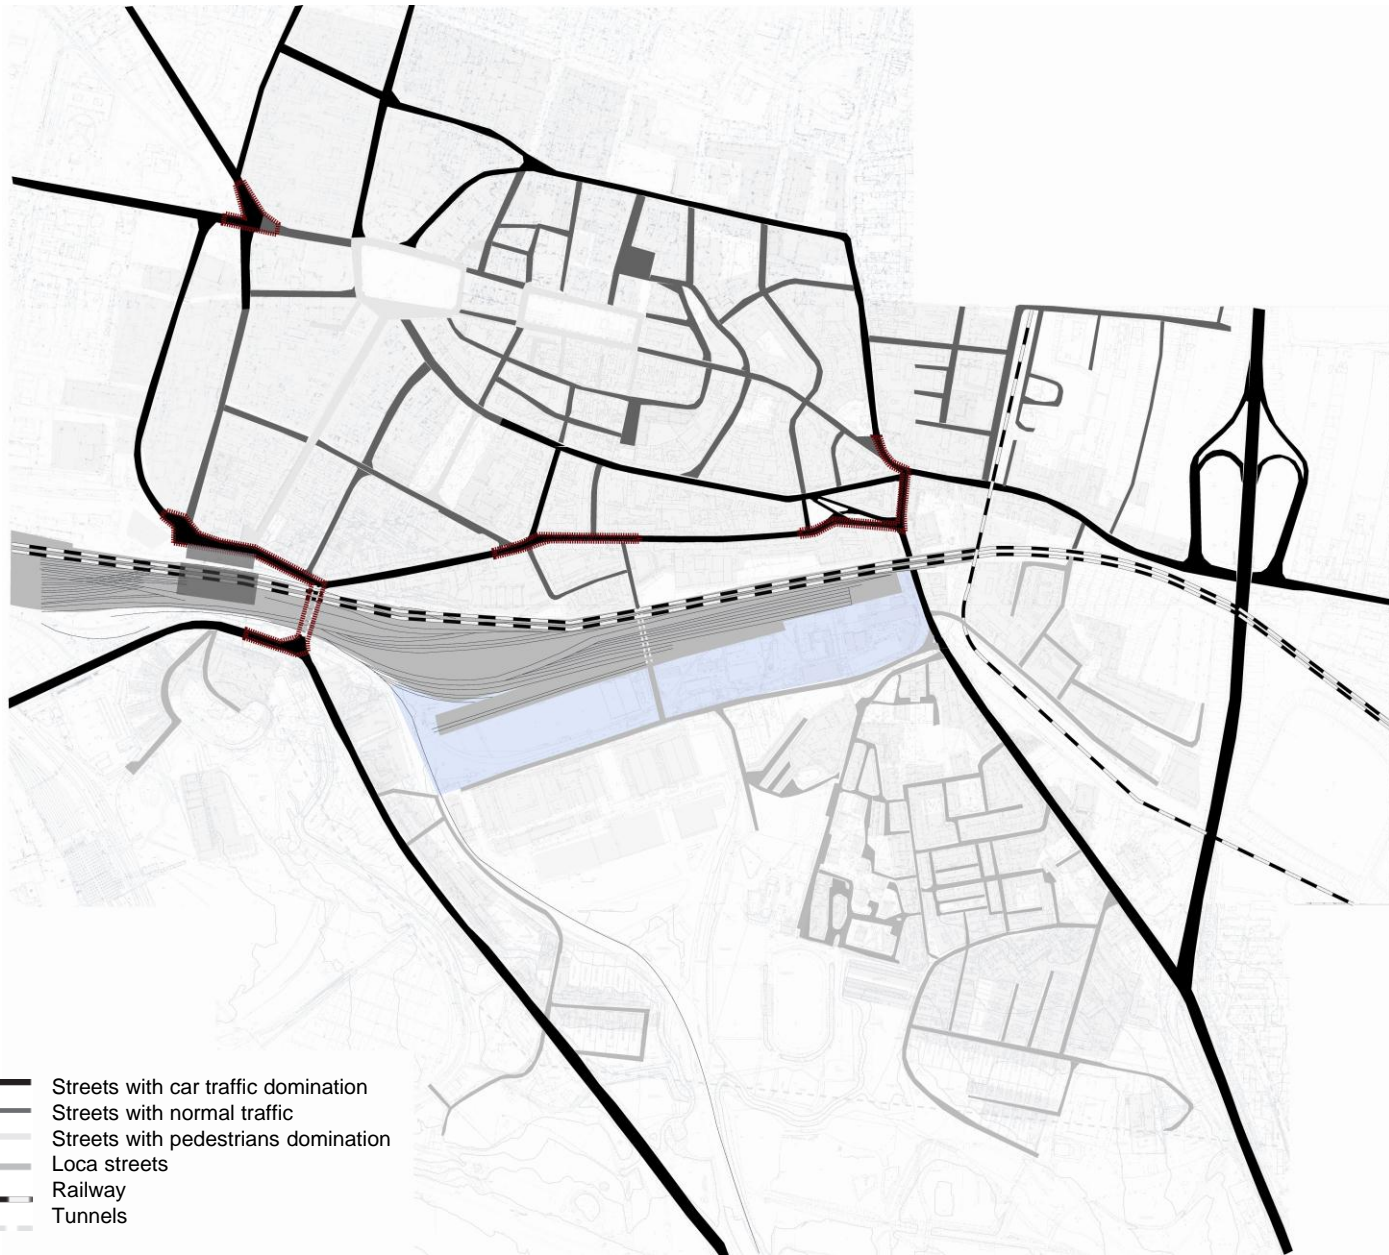 Streets with car traffic domination
Streets with normal traffic
Streets with pedestrians domination
Loca streets
Railway
Tunnels